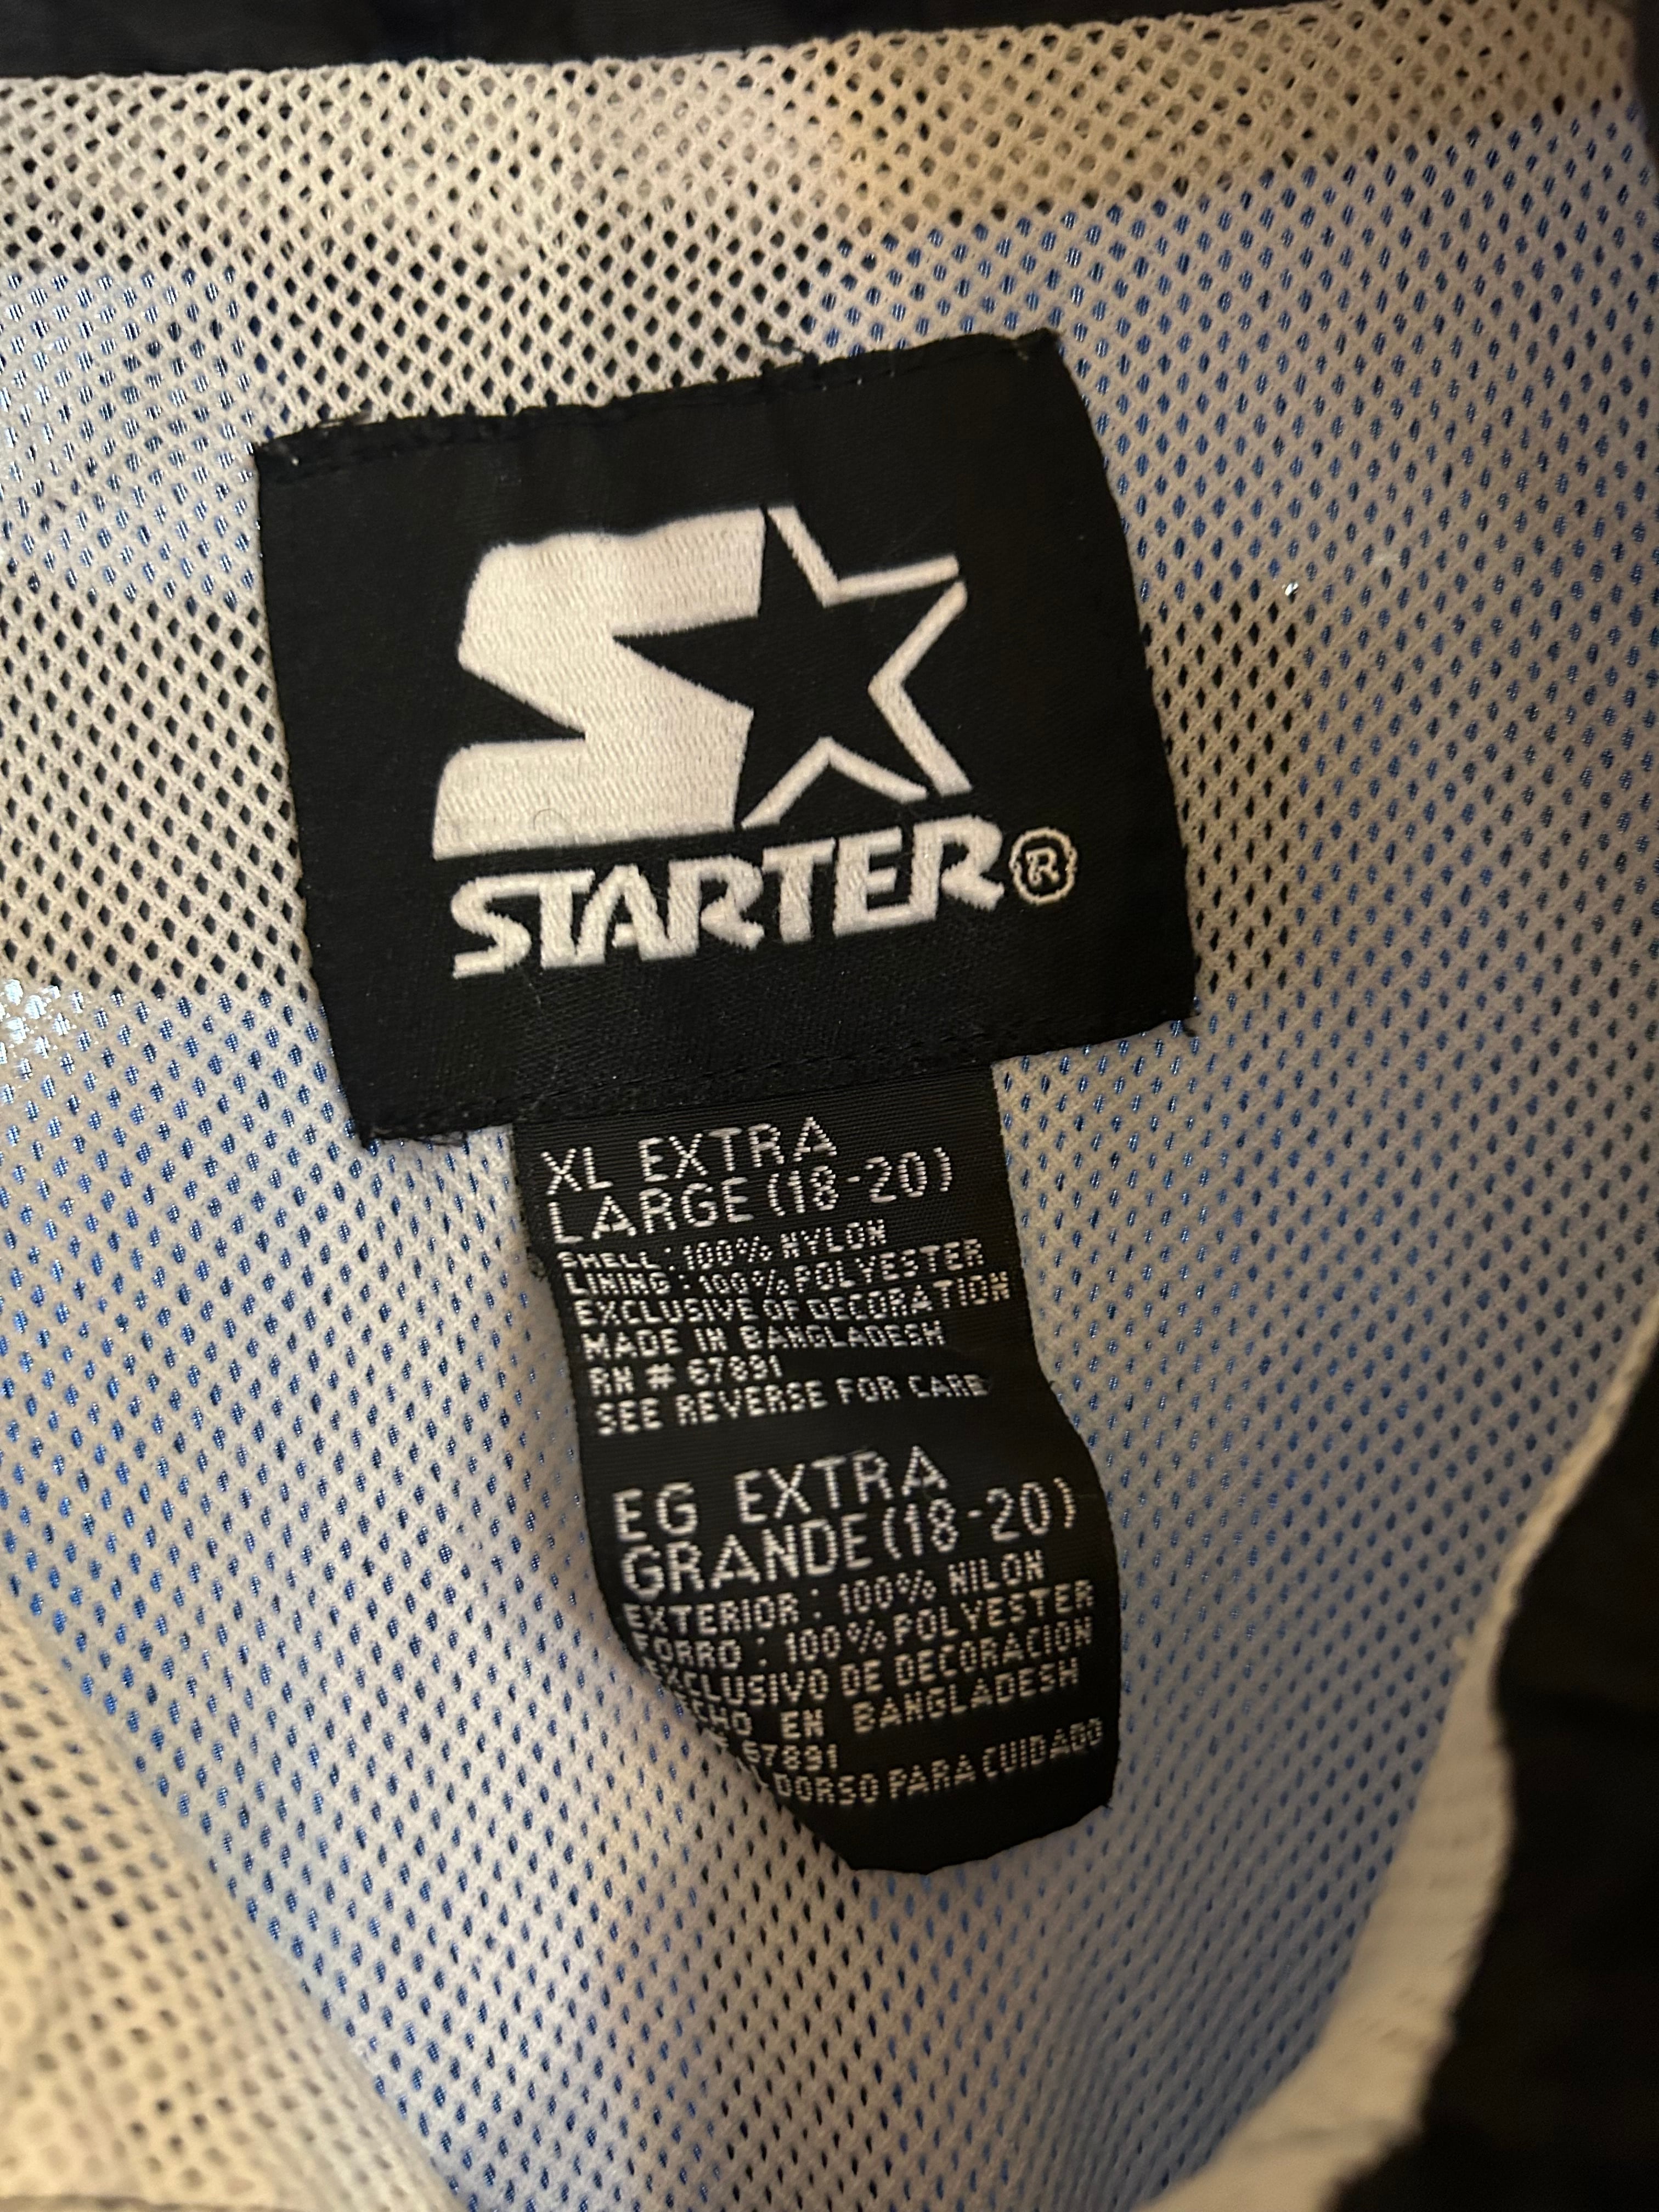 STARTER®
XL EXTRA
LARGE (18-20)
SHELL : 100% NYLON
LINING : 100% POLYESTER
EXCLUSIVE OF DECORATION
MADE IN BANGLADESH
RN # 67891
SEE REVERSE FOR CARE
EG EXTRA
GRANDE (18-20)
EXTERIOR : 100% NILON
FORRO : 100% POLYESTER
EXCLUSIVO DE DECORACION
EN BANGLADESH
67891
DORSO PARA CUIDADO